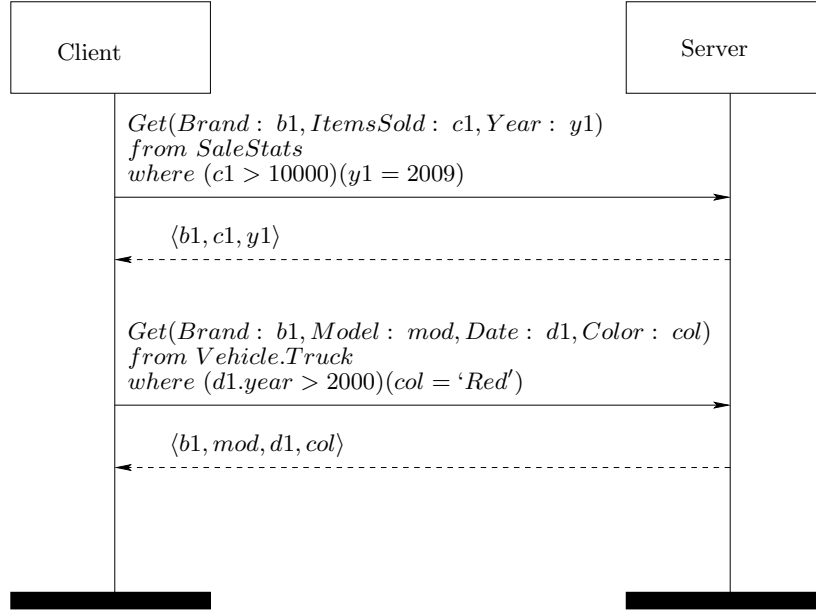 Client
Server
Get(Brand : b1, ItemsSold : c1, Year : y1)
from SaleStats
where (c1 > 10000)(y1 = 2009)
⟨b1, c1, y1⟩
Get(Brand : b1, Model : mod, Date : d1, Color : col)
from Vehicle.Truck
where (d1.year > 2000)(col = ‘Red′)
⟨b1, mod, d1, col⟩